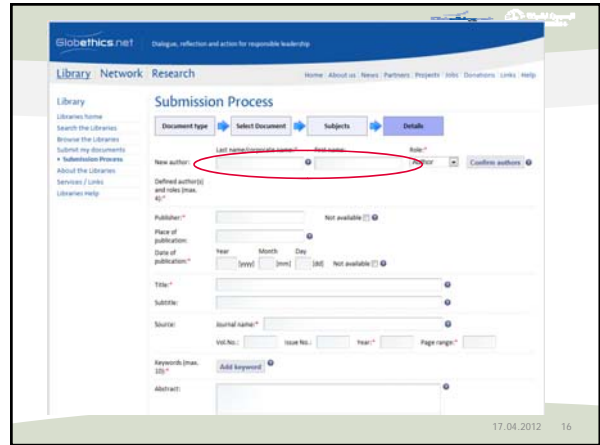 Globethics.net
Dialogue, reflection and action for responsible leadership
Library Network Research
Home About us News Partners Projects Jobs Donations Links Help
Library
Libraries home
Search the Libraries
Browse the Libraries
Submit my documents
Submission Process
About the Libraries
Services / Links
Libraries Help
Submission Process
Document type Select Document Subjects Details
Last name/corporate name:* First name: Role:*
New author: Author Confirm authors
Defined author(s)
and roles (max.
4):*
Publisher:* Not available
Place of
publication:
Year Month Day
Date of
publication:* [yyyy] [mm] [dd] Not available
Title:*
Subtitle:
Source: Journal name:*
Vol.No.: Issue No.: Year:* Page range:*
Keywords (max.
10):* Add keyword
Abstract:
17.04.2012 16